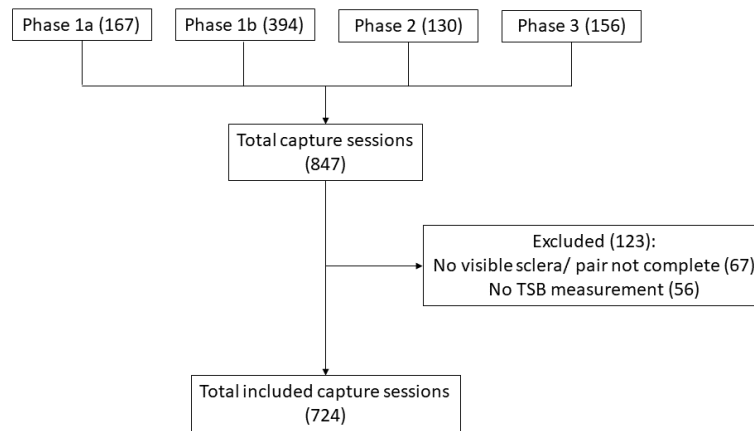 Phase 1a (167)
Phase 1b (394)
Phase 2 (130)
Phase 3 (156)
Total capture sessions
(847)
Excluded (123):
No visible sclera/ pair not complete (67)
No TSB measurement (56)
Total included capture sessions
(724)